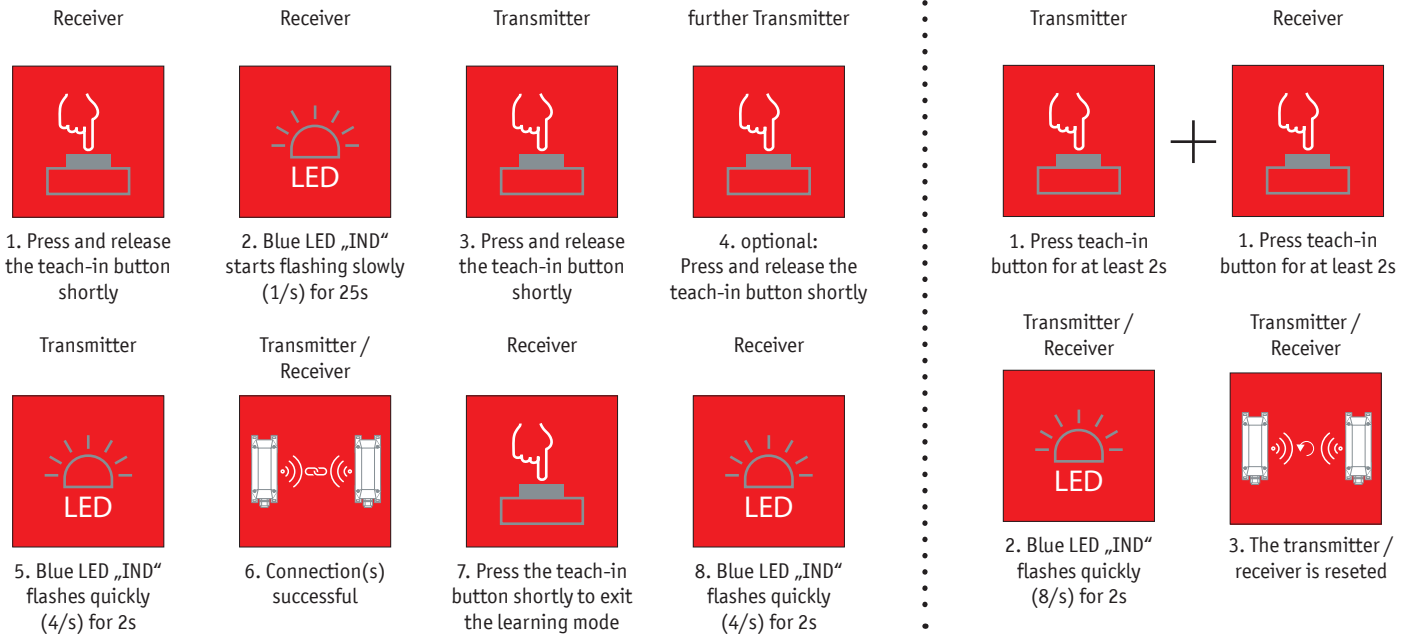 Receiver
LED
Receiver
Transmitter
further Transmitter
1. Press and release
the teach-in button
shortly
2. Blue LED „IND“
starts flashing slowly
(1/s) for 25s
3. Press and release
the teach-in button
shortly
4. optional:
Press and release the
teach-in button shortly
Transmitter
LED
5. Blue LED „IND“
flashes quickly
(4/s) for 2s
Transmitter /
Receiver
6. Connection(s)
successful
Receiver
7. Press the teach-in
button shortly to exit
the learning mode
Receiver
LED
8. Blue LED „IND“
flashes quickly
(4/s) for 2s
Transmitter
1. Press teach-in
button for at least 2s
Receiver
1. Press teach-in
button for at least 2s
Transmitter /
Receiver
LED
2. Blue LED „IND“
flashes quickly
(8/s) for 2s
Transmitter /
Receiver
3. The transmitter /
receiver is reseted